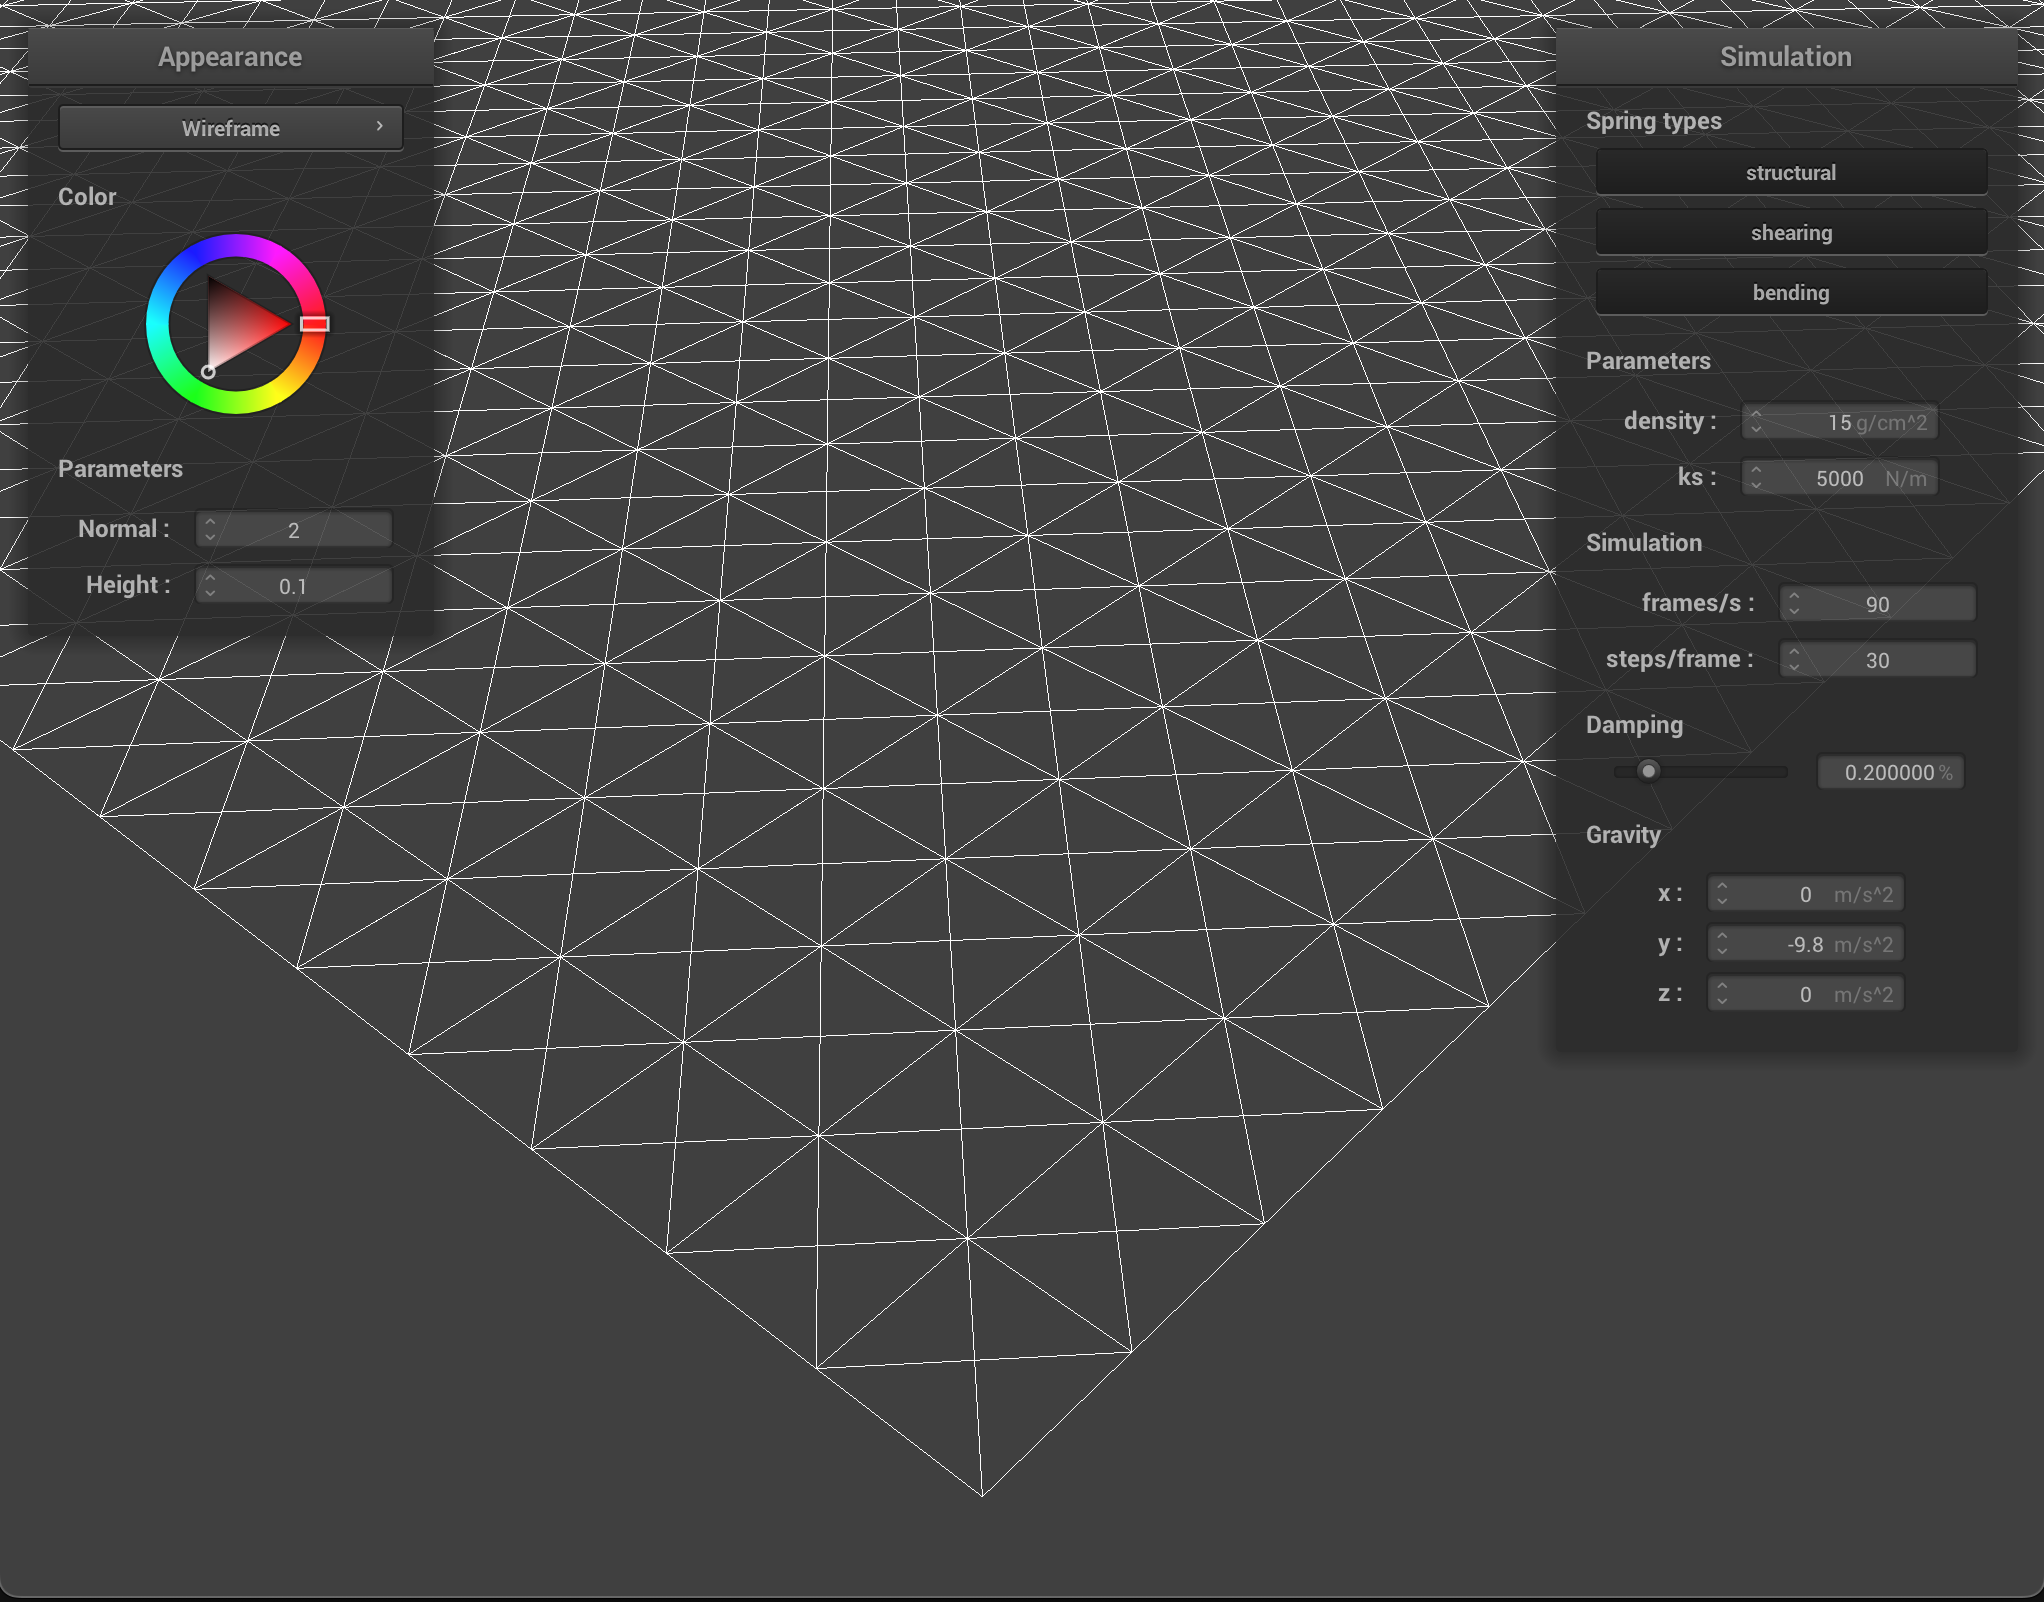 Appearance
Wireframe
Color
Parameters
Normal : 2
Height : 0.1
Simulation
Spring types
structural
shearing
bending
Parameters
density : 15 g/cm^2
ks : 5000 N/m
Simulation
frames/s : 90
steps/frame : 30
Damping
0.200000 %
Gravity
x : 0 m/s^2
y : -9.8 m/s^2
z : 0 m/s^2